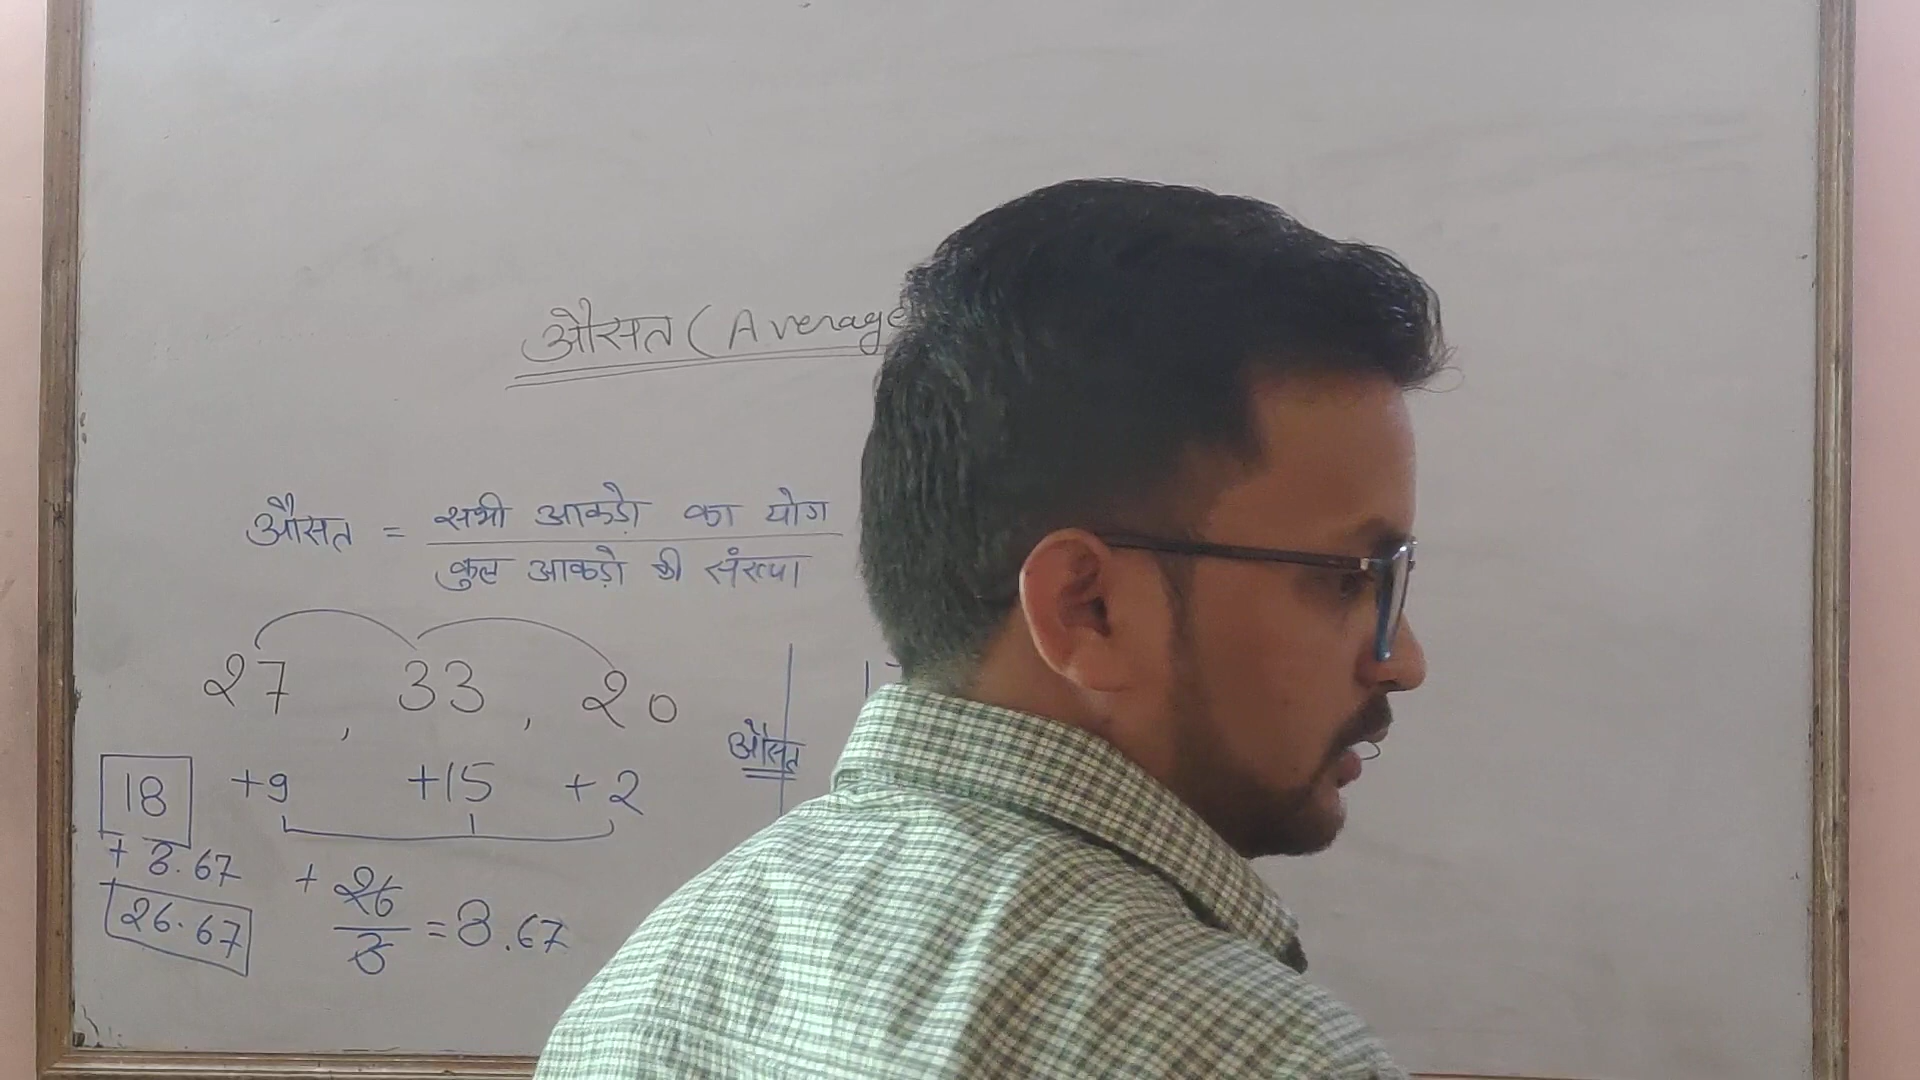 औसत (Average
औसत = सभी आकड़ो का योग
कुल आकड़ो की संख्या
27 , 33 , 20
औसत
18 +9 +15 +2
+ 8.67
26.67
+ 26
3
= 8.67